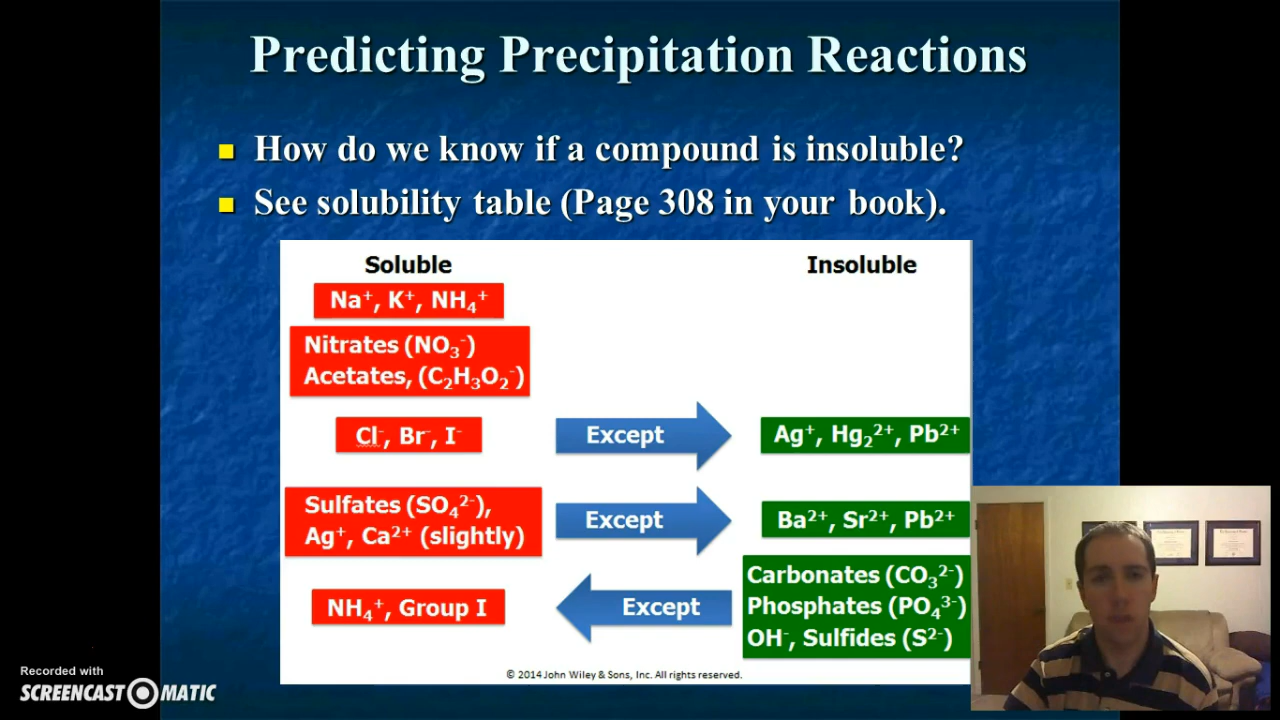 Predicting Precipitation Reactions
How do we know if a compound is insoluble?
See solubility table (Page 308 in your book).
Soluble
Insoluble
Na⁺, K⁺, NH₄⁺
Nitrates (NO₃⁻)
Acetates, (C₂H₃O₂⁻)
Cl⁻, Br⁻, I⁻
Except
Ag⁺, Hg₂²⁺, Pb²⁺
Sulfates (SO₄²⁻),
Ag⁺, Ca²⁺ (slightly)
Except
Ba²⁺, Sr²⁺, Pb²⁺
NH₄⁺, Group I
Except
Carbonates (CO₃²⁻)
Phosphates (PO₄³⁻)
OH⁻, Sulfides (S²⁻)
© 2014 John Wiley & Sons, Inc. All rights reserved.
Recorded with
SCREENCAST-O-MATIC